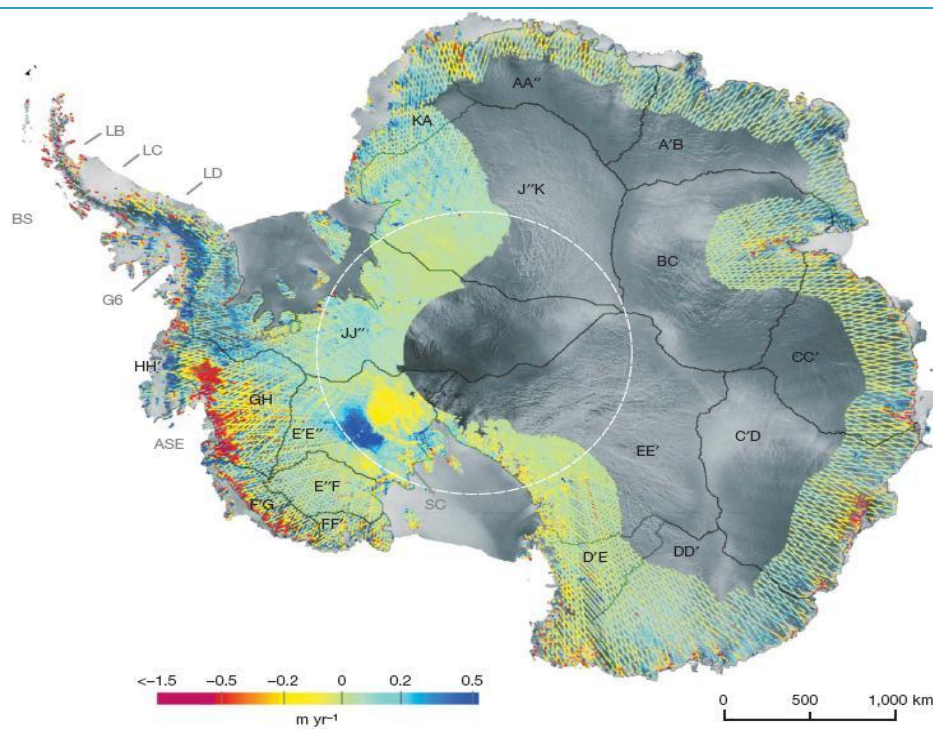 AA″
LB
KA
LC
A′B
LD
J″K
BS
BC
G6
JJ″
CC′
HH′
GH
E′E″
C′D
ASE
EE′
E″F
SC
F′G
FF′
D′E
DD′
<–1.5 –0.5 –0.2 0 0.2 0.5
m yr⁻¹
0 500 1,000 km